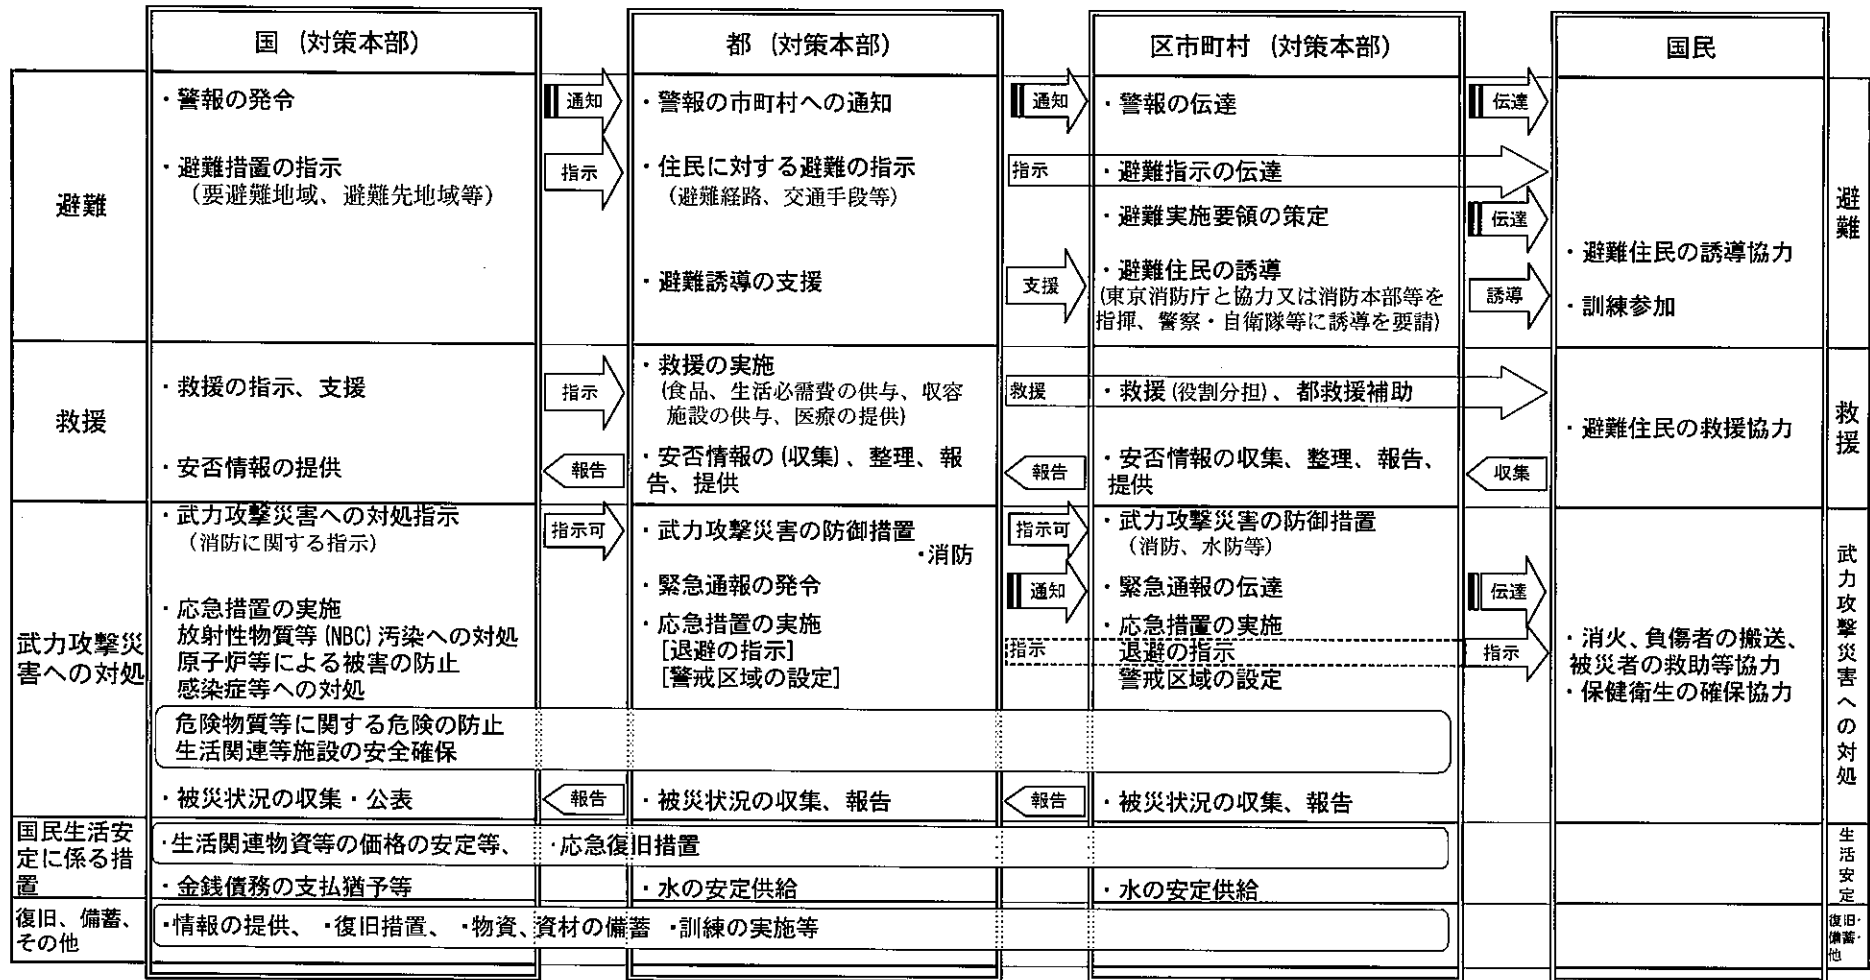 国 (対策本部)
都 (対策本部)
区市町村 (対策本部)
国民
避難
・警報の発令
通知
・警報の市町村への通知
通知
・警報の伝達
伝達
・避難措置の指示
(要避難地域、避難先地域等)
指示
・住民に対する避難の指示
(避難経路、交通手段等)
指示
・避難指示の伝達
・避難実施要領の策定
伝達
・避難誘導の支援
支援
・避難住民の誘導
(東京消防庁と協力又は消防本部等を
指揮、警察・自衛隊等に誘導を要請)
誘導
・避難住民の誘導協力
・訓練参加
避難
救援
・救援の指示、支援
指示
・救援の実施
(食品、生活必需費の供与、収容
施設の供与、医療の提供)
救援
・救援 (役割分担)、都救援補助
・避難住民の救援協力
・安否情報の提供
報告
・安否情報の (収集)、整理、報
告、提供
報告
・安否情報の収集、整理、報告、
提供
収集
救援
武力攻撃災
害への対処
・武力攻撃災害への対処指示
(消防に関する指示)
指示可
・武力攻撃災害の防御措置
・消防
指示可
・武力攻撃災害の防御措置
(消防、水防等)
・緊急通報の発令
通知
・緊急通報の伝達
伝達
・応急措置の実施
放射性物質等 (NBC) 汚染への対処
原子炉等による被害の防止
感染症等への対処
・応急措置の実施
[退避の指示]
[警戒区域の設定]
指示
・応急措置の実施
退避の指示
警戒区域の設定
指示
・消火、負傷者の搬送、
被災者の救助等協力
・保健衛生の確保協力
危険物質等に関する危険の防止
生活関連等施設の安全確保
・被災状況の収集・公表
報告
・被災状況の収集、報告
報告
・被災状況の収集、報告
武力攻撃災害への対処
国民生活安
定に係る措
置
・生活関連物資等の価格の安定等、 ・応急復旧措置
・金銭債務の支払猶予等
・水の安定供給
・水の安定供給
生活安定
復旧、備蓄、
その他
・情報の提供、 ・復旧措置、 ・物資、資材の備蓄 ・訓練の実施等
復旧・
備蓄・
他